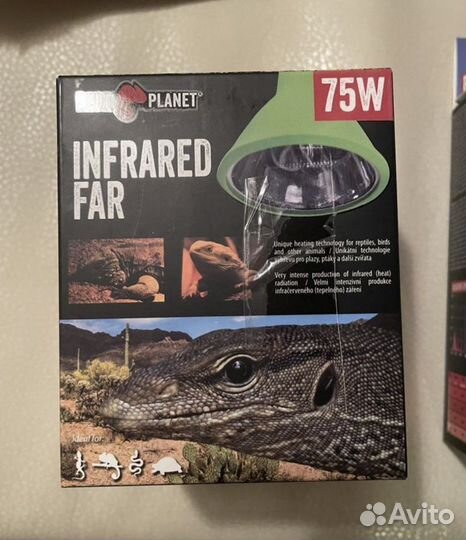 PLANET
75W
INFRARED
FAR
Unique heating technology for reptiles, birds
and other animals / Unikátní technologie
výhřevu pro plazy, ptáky a další zvířata
Very intense production of infrared (heat)
radiation / Velmi intenzivní produkce
infračerveného (tepelného) záření
Ideal for:
Avito